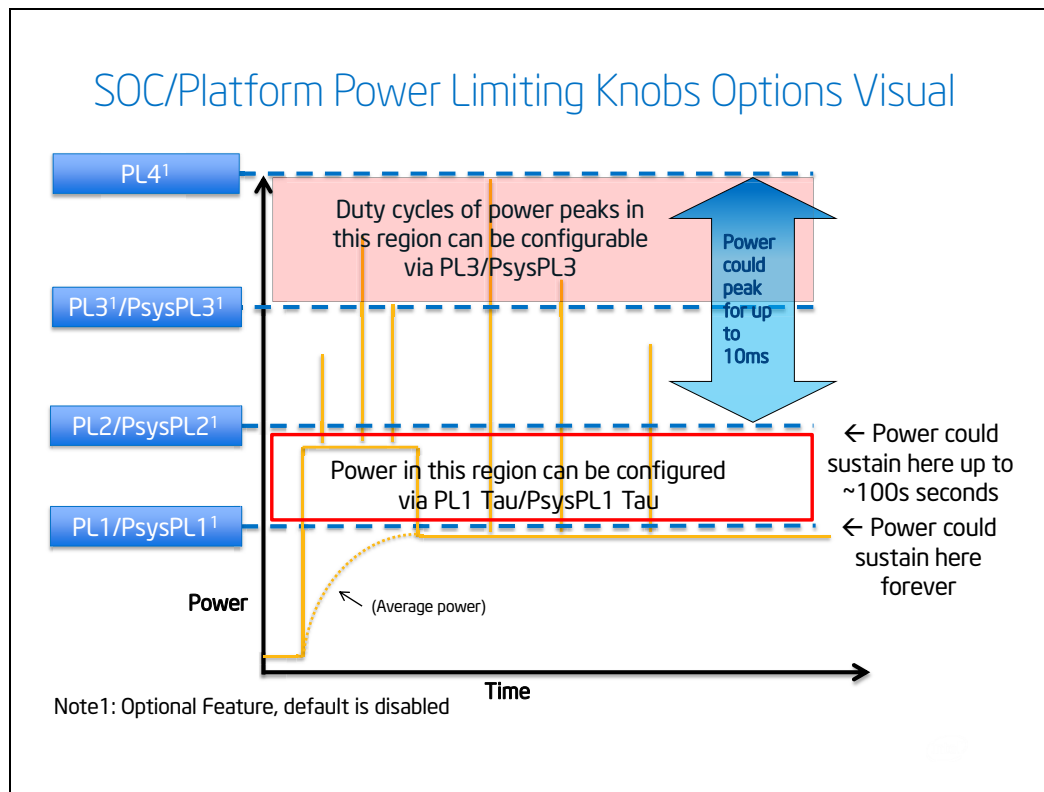 SOC/Platform Power Limiting Knobs Options Visual
PL4¹
Duty cycles of power peaks in
this region can be configurable
via PL3/PsysPL3
Power
could
peak
for up
to
10ms
PL3¹/PsysPL3¹
PL2/PsysPL2¹
← Power could
sustain here up to
~100s seconds
Power in this region can be configured
via PL1 Tau/PsysPL1 Tau
PL1/PsysPL1¹
← Power could
sustain here
forever
Power
(Average power)
Time
Note1: Optional Feature, default is disabled